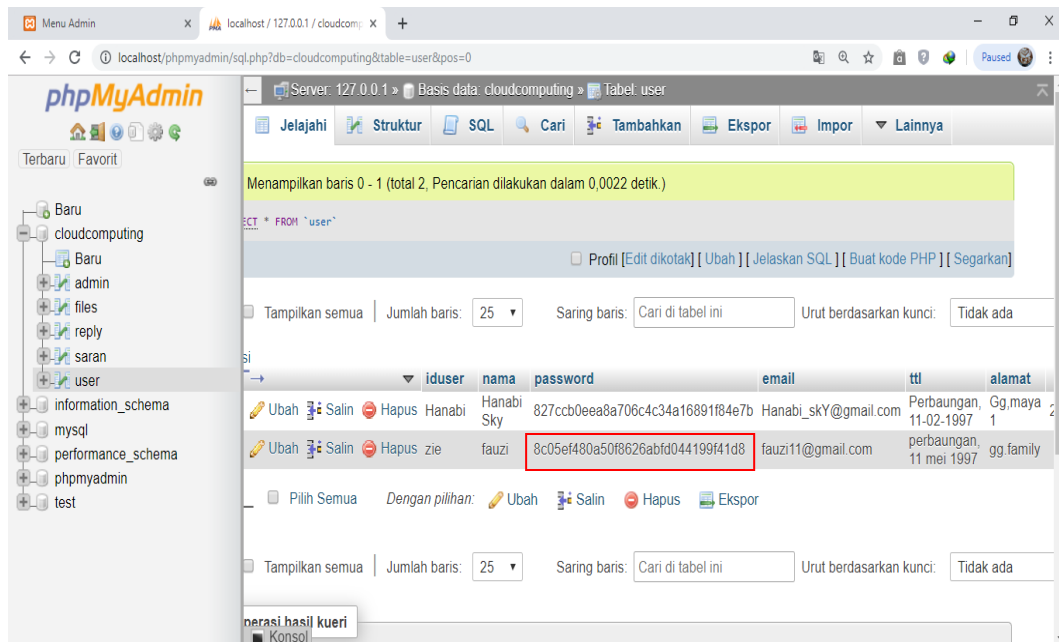 Menu Admin
localhost / 127.0.0.1 / cloudcomp
localhost/phpmyadmin/sql.php?db=cloudcomputing&table=user&pos=0
Paused
phpMyAdmin
Terbaru Favorit
Baru
cloudcomputing
Baru
admin
files
reply
saran
user
information_schema
mysql
performance_schema
phpmyadmin
test
Server: 127.0.0.1 » Basis data: cloudcomputing » Tabel: user
Jelajahi Struktur SQL Cari Tambahkan Ekspor Impor Lainnya
Menampilkan baris 0 - 1 (total 2, Pencarian dilakukan dalam 0,0022 detik.)
ECT * FROM `user`
Profil [Edit dikotak] [ Ubah ] [ Jelaskan SQL ] [ Buat kode PHP ] [ Segarkan]
Tampilkan semua Jumlah baris: 25 Saring baris: Cari di tabel ini Urut berdasarkan kunci: Tidak ada
si
iduser nama password email ttl alamat
Ubah Salin Hapus Hanabi Hanabi Sky 827ccb0eea8a706c4c34a16891f84e7b Hanabi_skY@gmail.com Perbaungan, 11-02-1997 Gg,maya 1
Ubah Salin Hapus zie fauzi 8c05ef480a50f8626abfd044199f41d8 fauzi11@gmail.com perbaungan, 11 mei 1997 gg.family
Pilih Semua Dengan pilihan: Ubah Salin Hapus Ekspor
Tampilkan semua Jumlah baris: 25 Saring baris: Cari di tabel ini Urut berdasarkan kunci: Tidak ada
perasi hasil kueri
Konsol